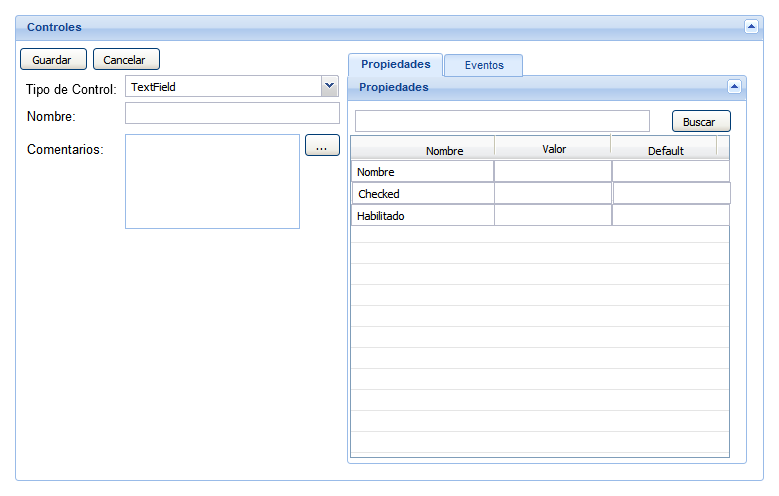 Controles
Guardar Cancelar
Tipo de Control: TextField
Nombre:
Comentarios: ...
Propiedades Eventos
Propiedades
Buscar
Nombre Valor Default
Nombre
Checked
Habilitado